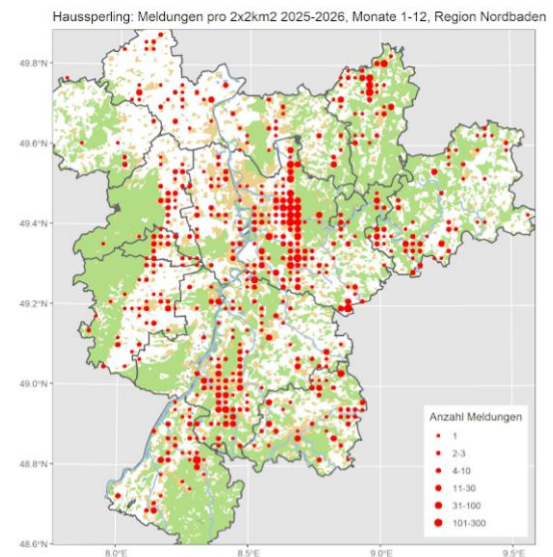 Haussperling: Meldungen pro 2x2km2 2025-2026, Monate 1-12, Region Nordbaden
49.8°N
49.6°N
49.4°N
49.2°N
49.0°N
48.8°N
48.6°N
8.0°E
8.5°E
9.0°E
9.5°E
Anzahl Meldungen
1
2-3
4-10
11-30
31-100
101-300